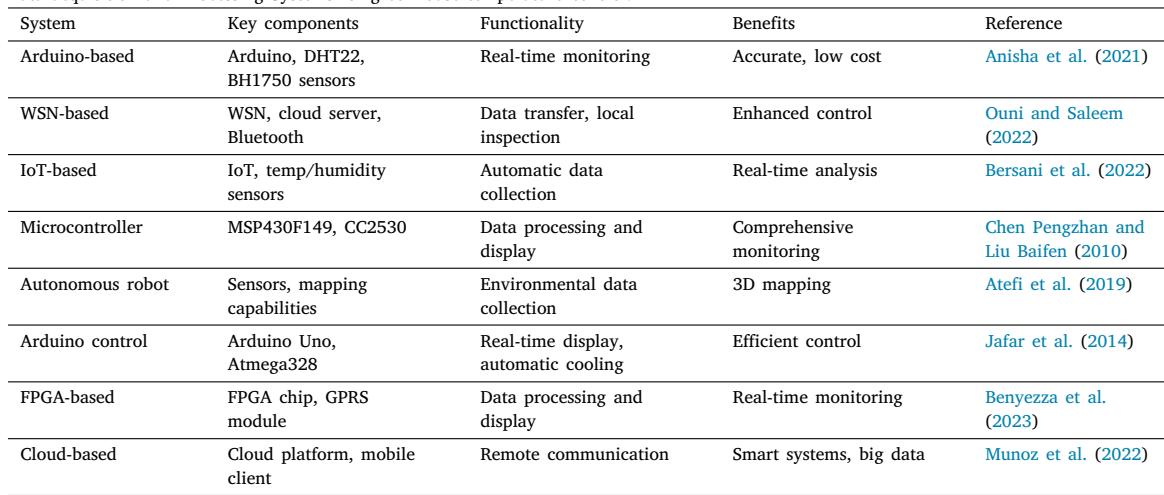 System Key components Functionality Benefits Reference
Arduino-based Arduino, DHT22, Real-time monitoring Accurate, low cost Anisha et al. (2021)
BH1750 sensors
WSN-based WSN, cloud server, Data transfer, local Enhanced control Ouni and Saleem
Bluetooth inspection (2022)
IoT-based IoT, temp/humidity Automatic data Real-time analysis Bersani et al. (2022)
sensors collection
Microcontroller MSP430F149, CC2530 Data processing and Comprehensive Chen Pengzhan and
display monitoring Liu Baifen (2010)
Autonomous robot Sensors, mapping Environmental data 3D mapping Atefi et al. (2019)
capabilities collection
Arduino control Arduino Uno, Real-time display, Efficient control Jafar et al. (2014)
Atmega328 automatic cooling
FPGA-based FPGA chip, GPRS Data processing and Real-time monitoring Benyezza et al.
module display (2023)
Cloud-based Cloud platform, mobile Remote communication Smart systems, big data Munoz et al. (2022)
client